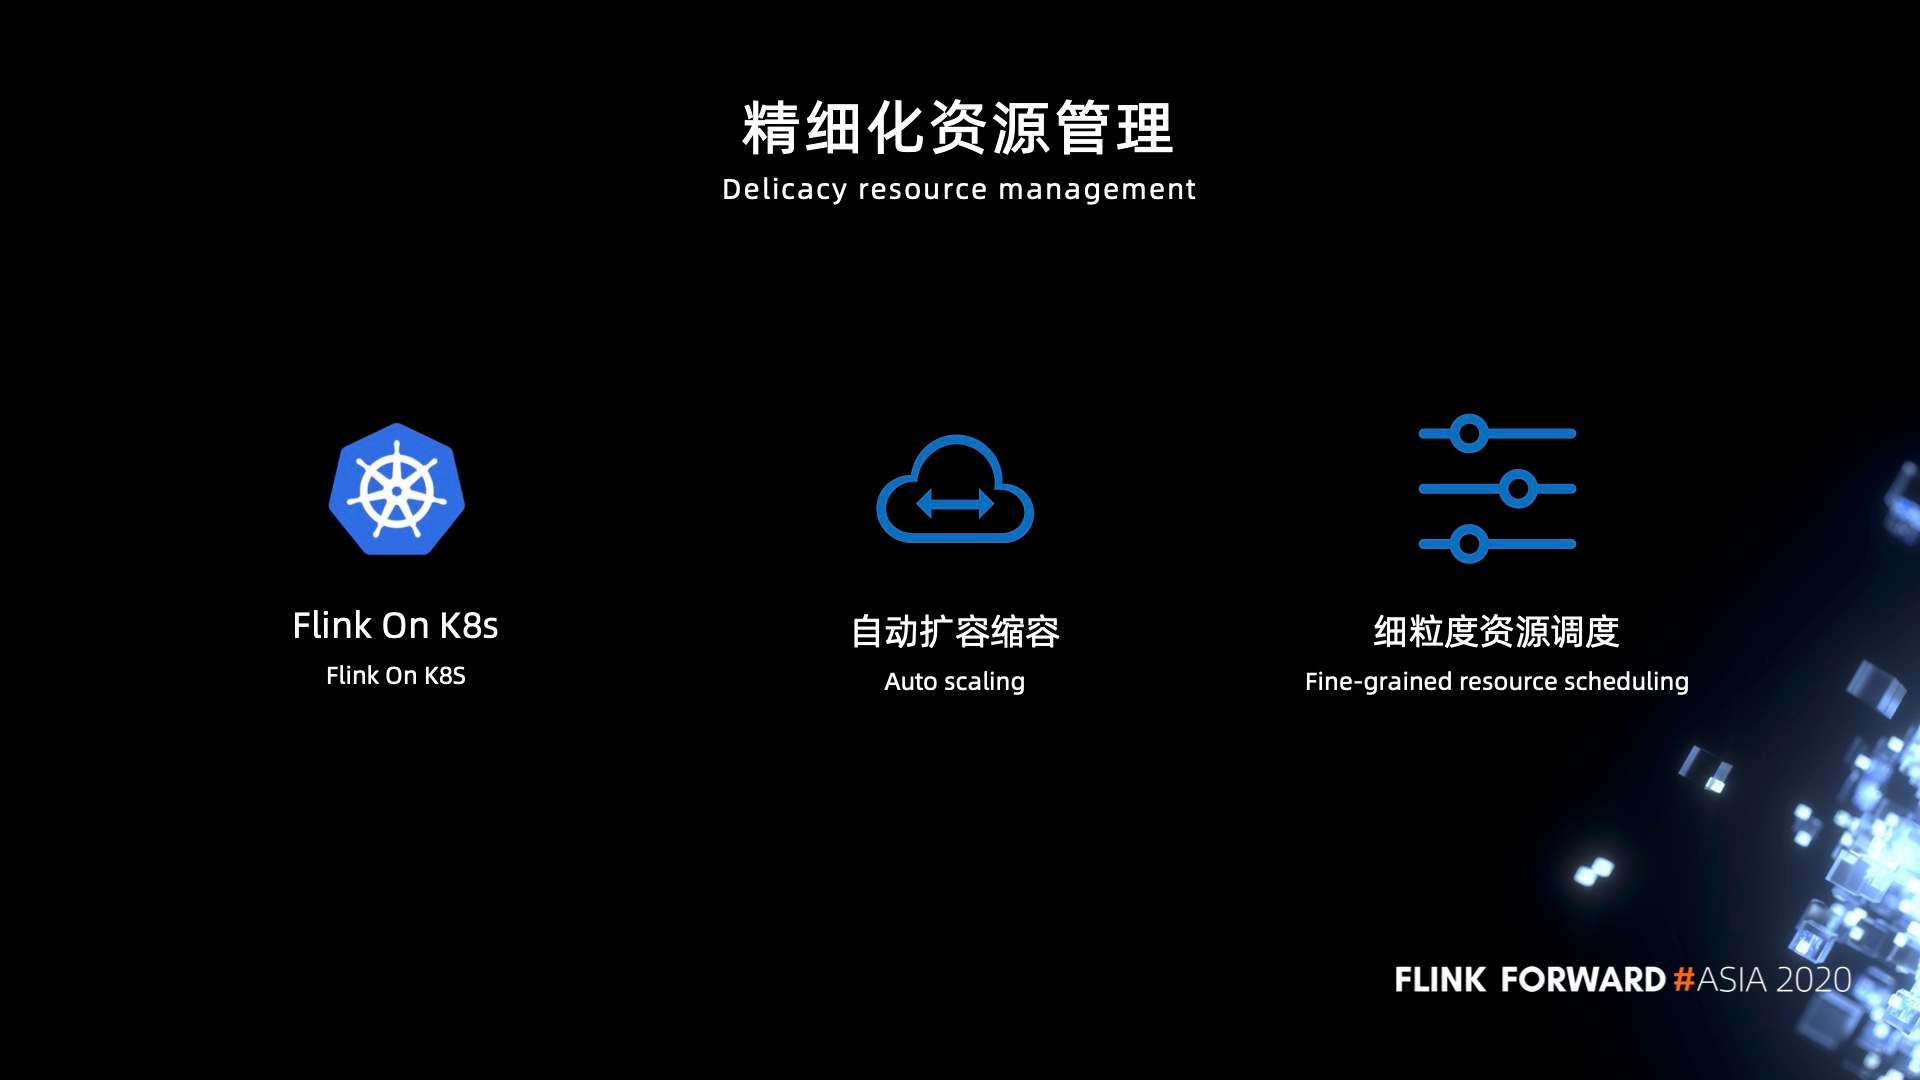 精细化资源管理
Delicacy resource management
Flink On K8s
Flink On K8S
自动扩容缩容
Auto scaling
细粒度资源调度
Fine-grained resource scheduling
FLINK FORWARD #ASIA 2020